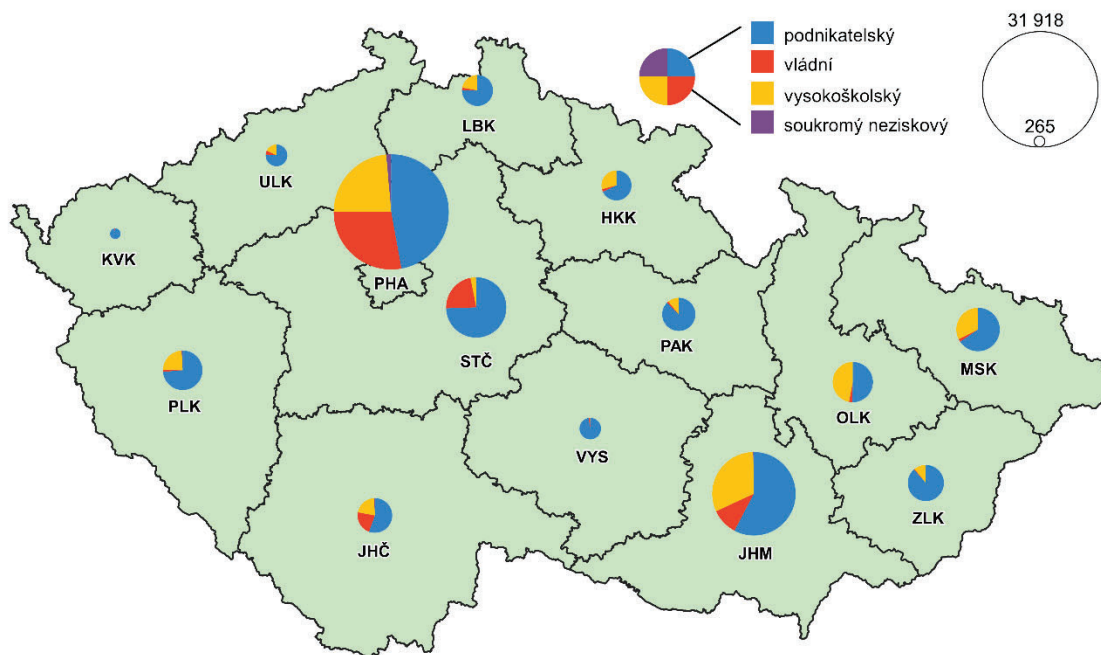 31 918
podnikatelský
vládní
vysokoškolský
soukromý neziskový
265
LBK
ULK
HKK
KVK
PHA
STČ
PAK
MSK
PLK
OLK
VYS
ZLK
JHČ
JHM